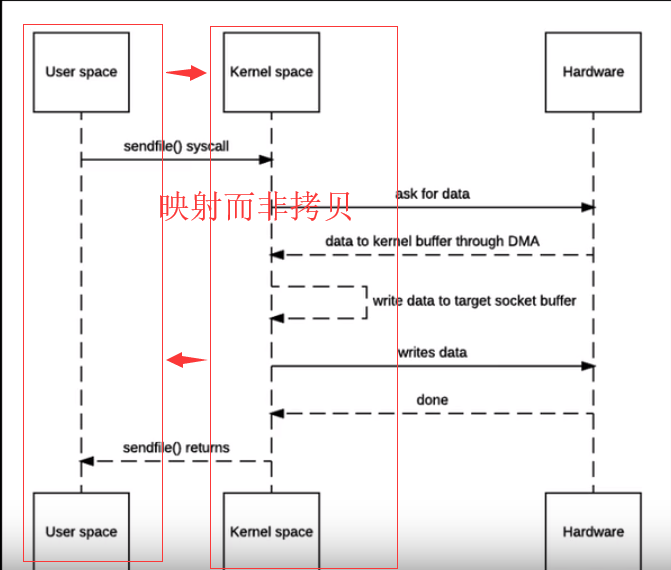 User space
Kernel space
Hardware
sendfile() syscall
映射而非拷贝
ask for data
data to kernel buffer through DMA
write data to target socket buffer
writes data
done
sendfile() returns
User space
Kernel space
Hardware